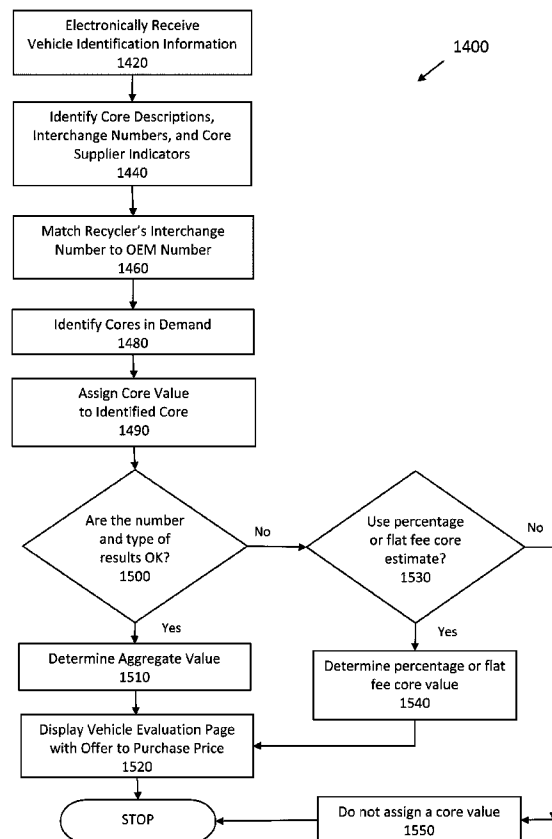 Electronically Receive
Vehicle Identification Information
1420
1400
Identify Core Descriptions,
Interchange Numbers, and Core
Supplier Indicators
1440
Match Recycler's Interchange
Number to OEM Number
1460
Identify Cores in Demand
1480
Assign Core Value
to Identified Core
1490
Are the number
and type of
results OK?
1500
No
Use percentage
or flat fee core
estimate?
1530
No
Yes
Yes
Determine Aggregate Value
1510
Determine percentage or flat
fee core value
1540
Display Vehicle Evaluation Page
with Offer to Purchase Price
1520
STOP
Do not assign a core value
1550